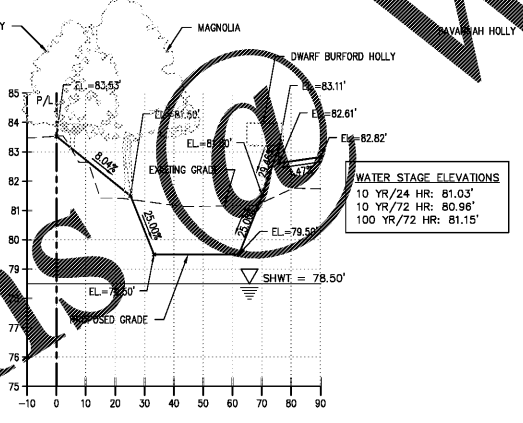 Y
MAGNOLIA
SAVANNAH HOLLY
DWARF BURFORD HOLLY
85
P/L
EL.=83.53'
EL.=83.11'
84
EL.=81.50'
EL.=82.61'
83
EL.=82.82'
8.04%
82
EXISTING GRADE
WATER STAGE ELEVATIONS
10 YR/24 HR: 81.03'
10 YR/72 HR: 80.96'
100 YR/72 HR: 81.15'
81
25.00%
80
79
SHWT = 78.50'
78
77
PROPOSED GRADE
76
75
-10 0 10 20 30 40 50 60 70 80 90
@